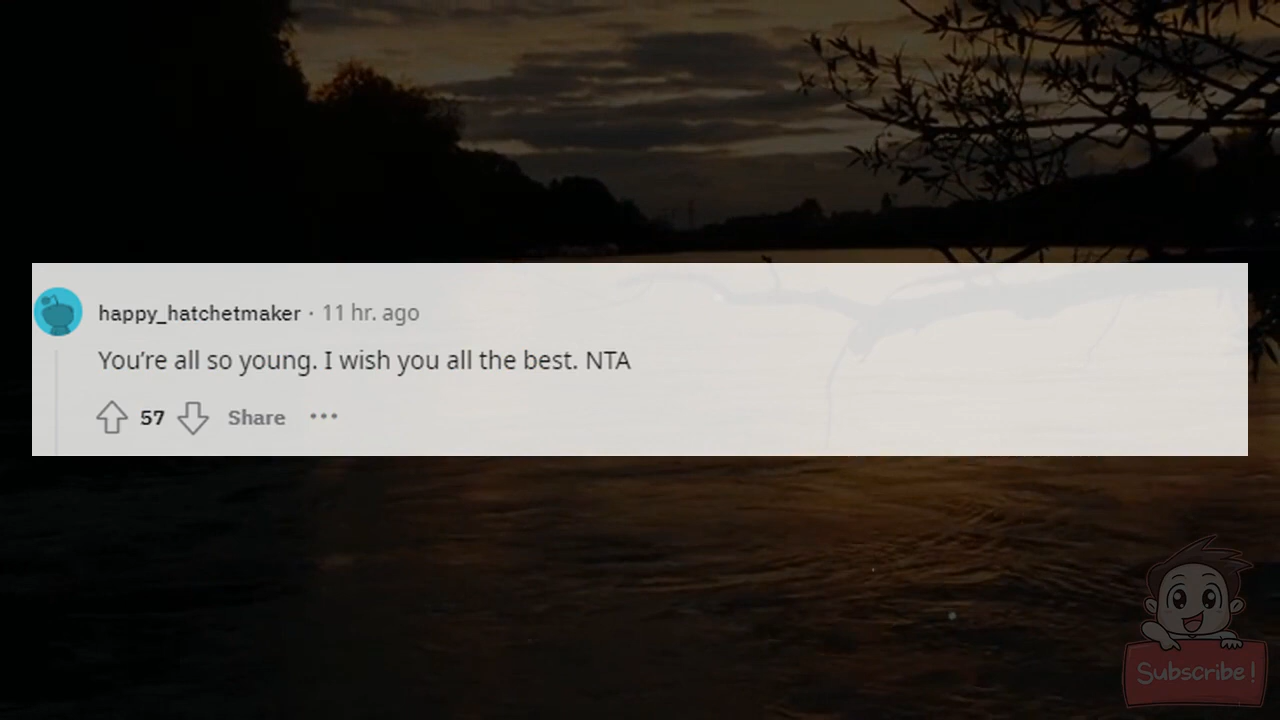 happy_hatchetmaker · 11 hr. ago
You’re all so young. I wish you all the best. NTA
57 Share ···
Subscribe!